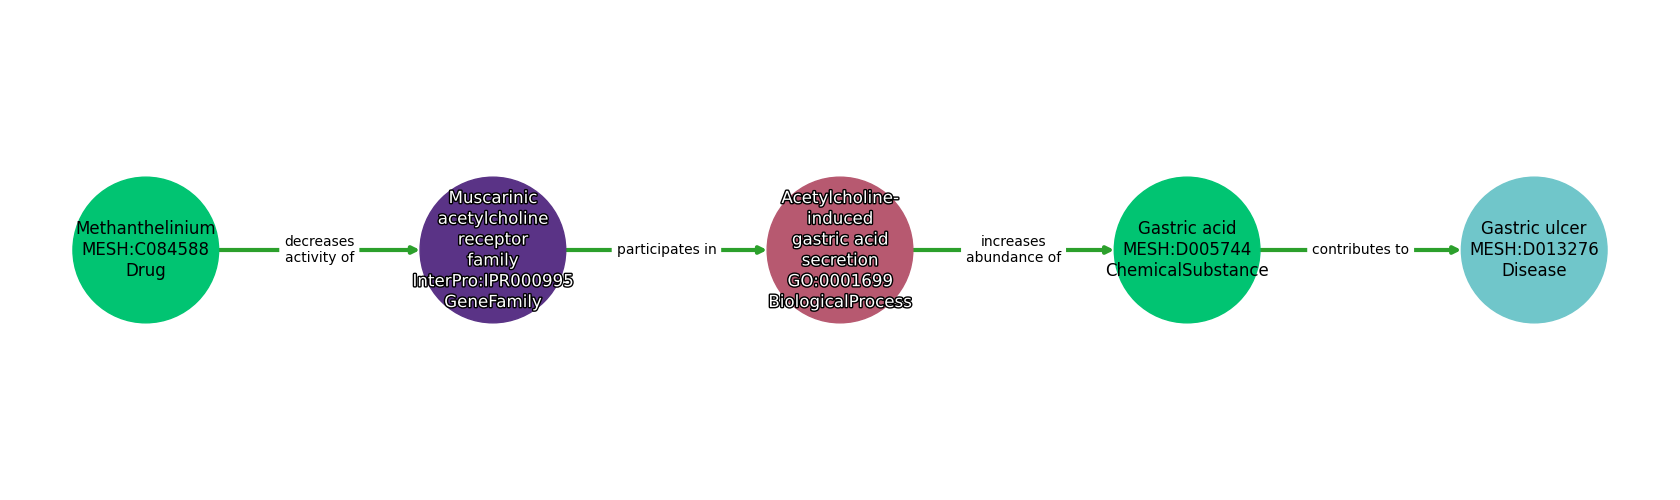 Methanthelinium
MESH:C084588
Drug
decreases
activity of
Muscarinic
acetylcholine
receptor
family
InterPro:IPR000995
GeneFamily
participates in
Acetylcholine-
induced
gastric acid
secretion
GO:0001699
BiologicalProcess
increases
abundance of
Gastric acid
MESH:D005744
ChemicalSubstance
contributes to
Gastric ulcer
MESH:D013276
Disease